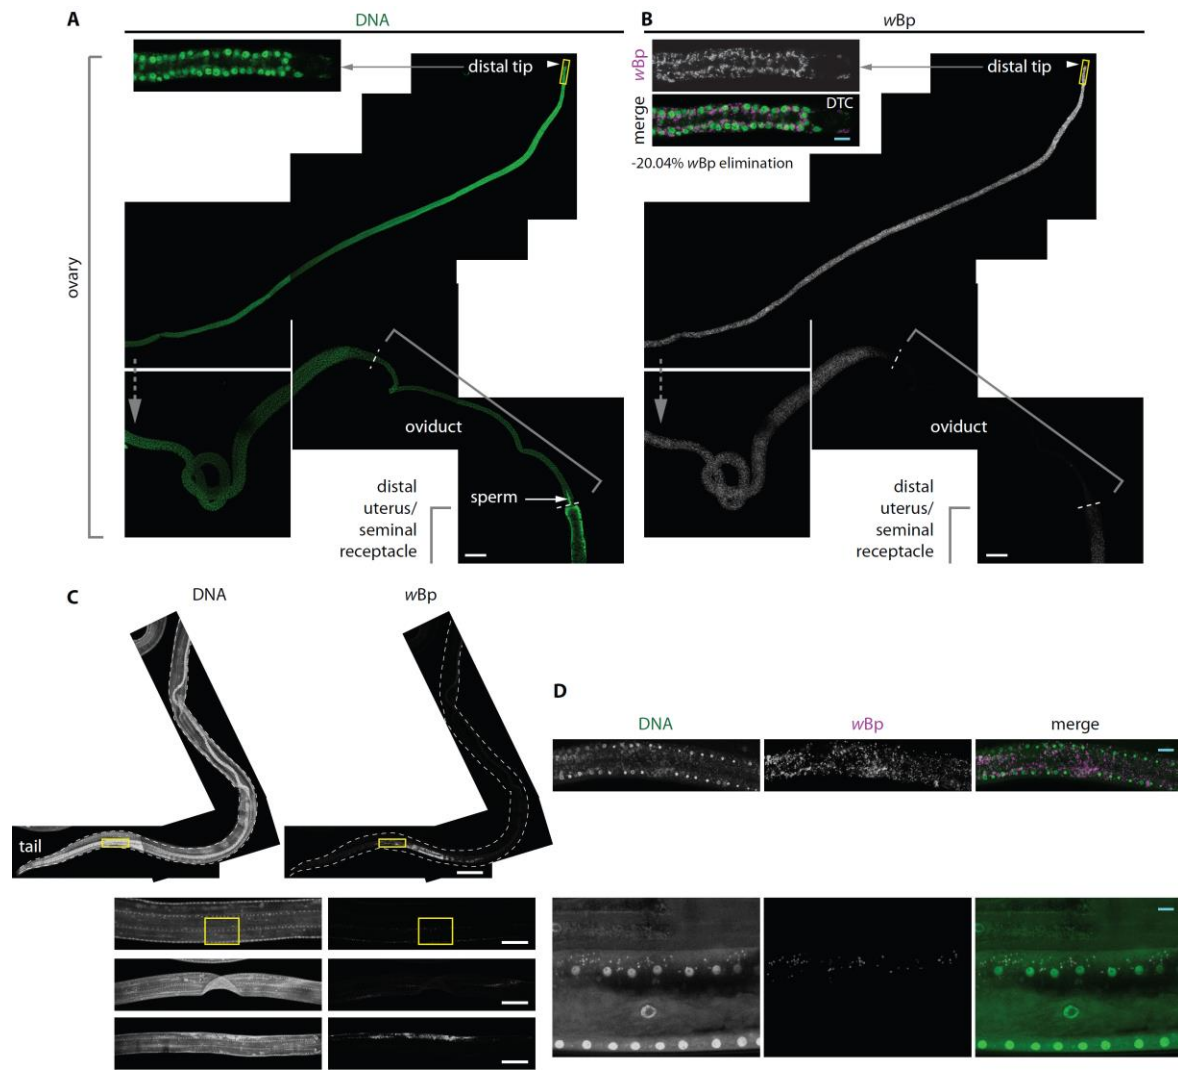 A
DNA
distal tip
ovary
oviduct
sperm
distal
uterus/
seminal
receptacle
B
wBp
wBp
distal tip
merge
DTC
-20.04% wBp elimination
oviduct
distal
uterus/
seminal
receptacle
C
DNA
wBp
tail
D
DNA
wBp
merge